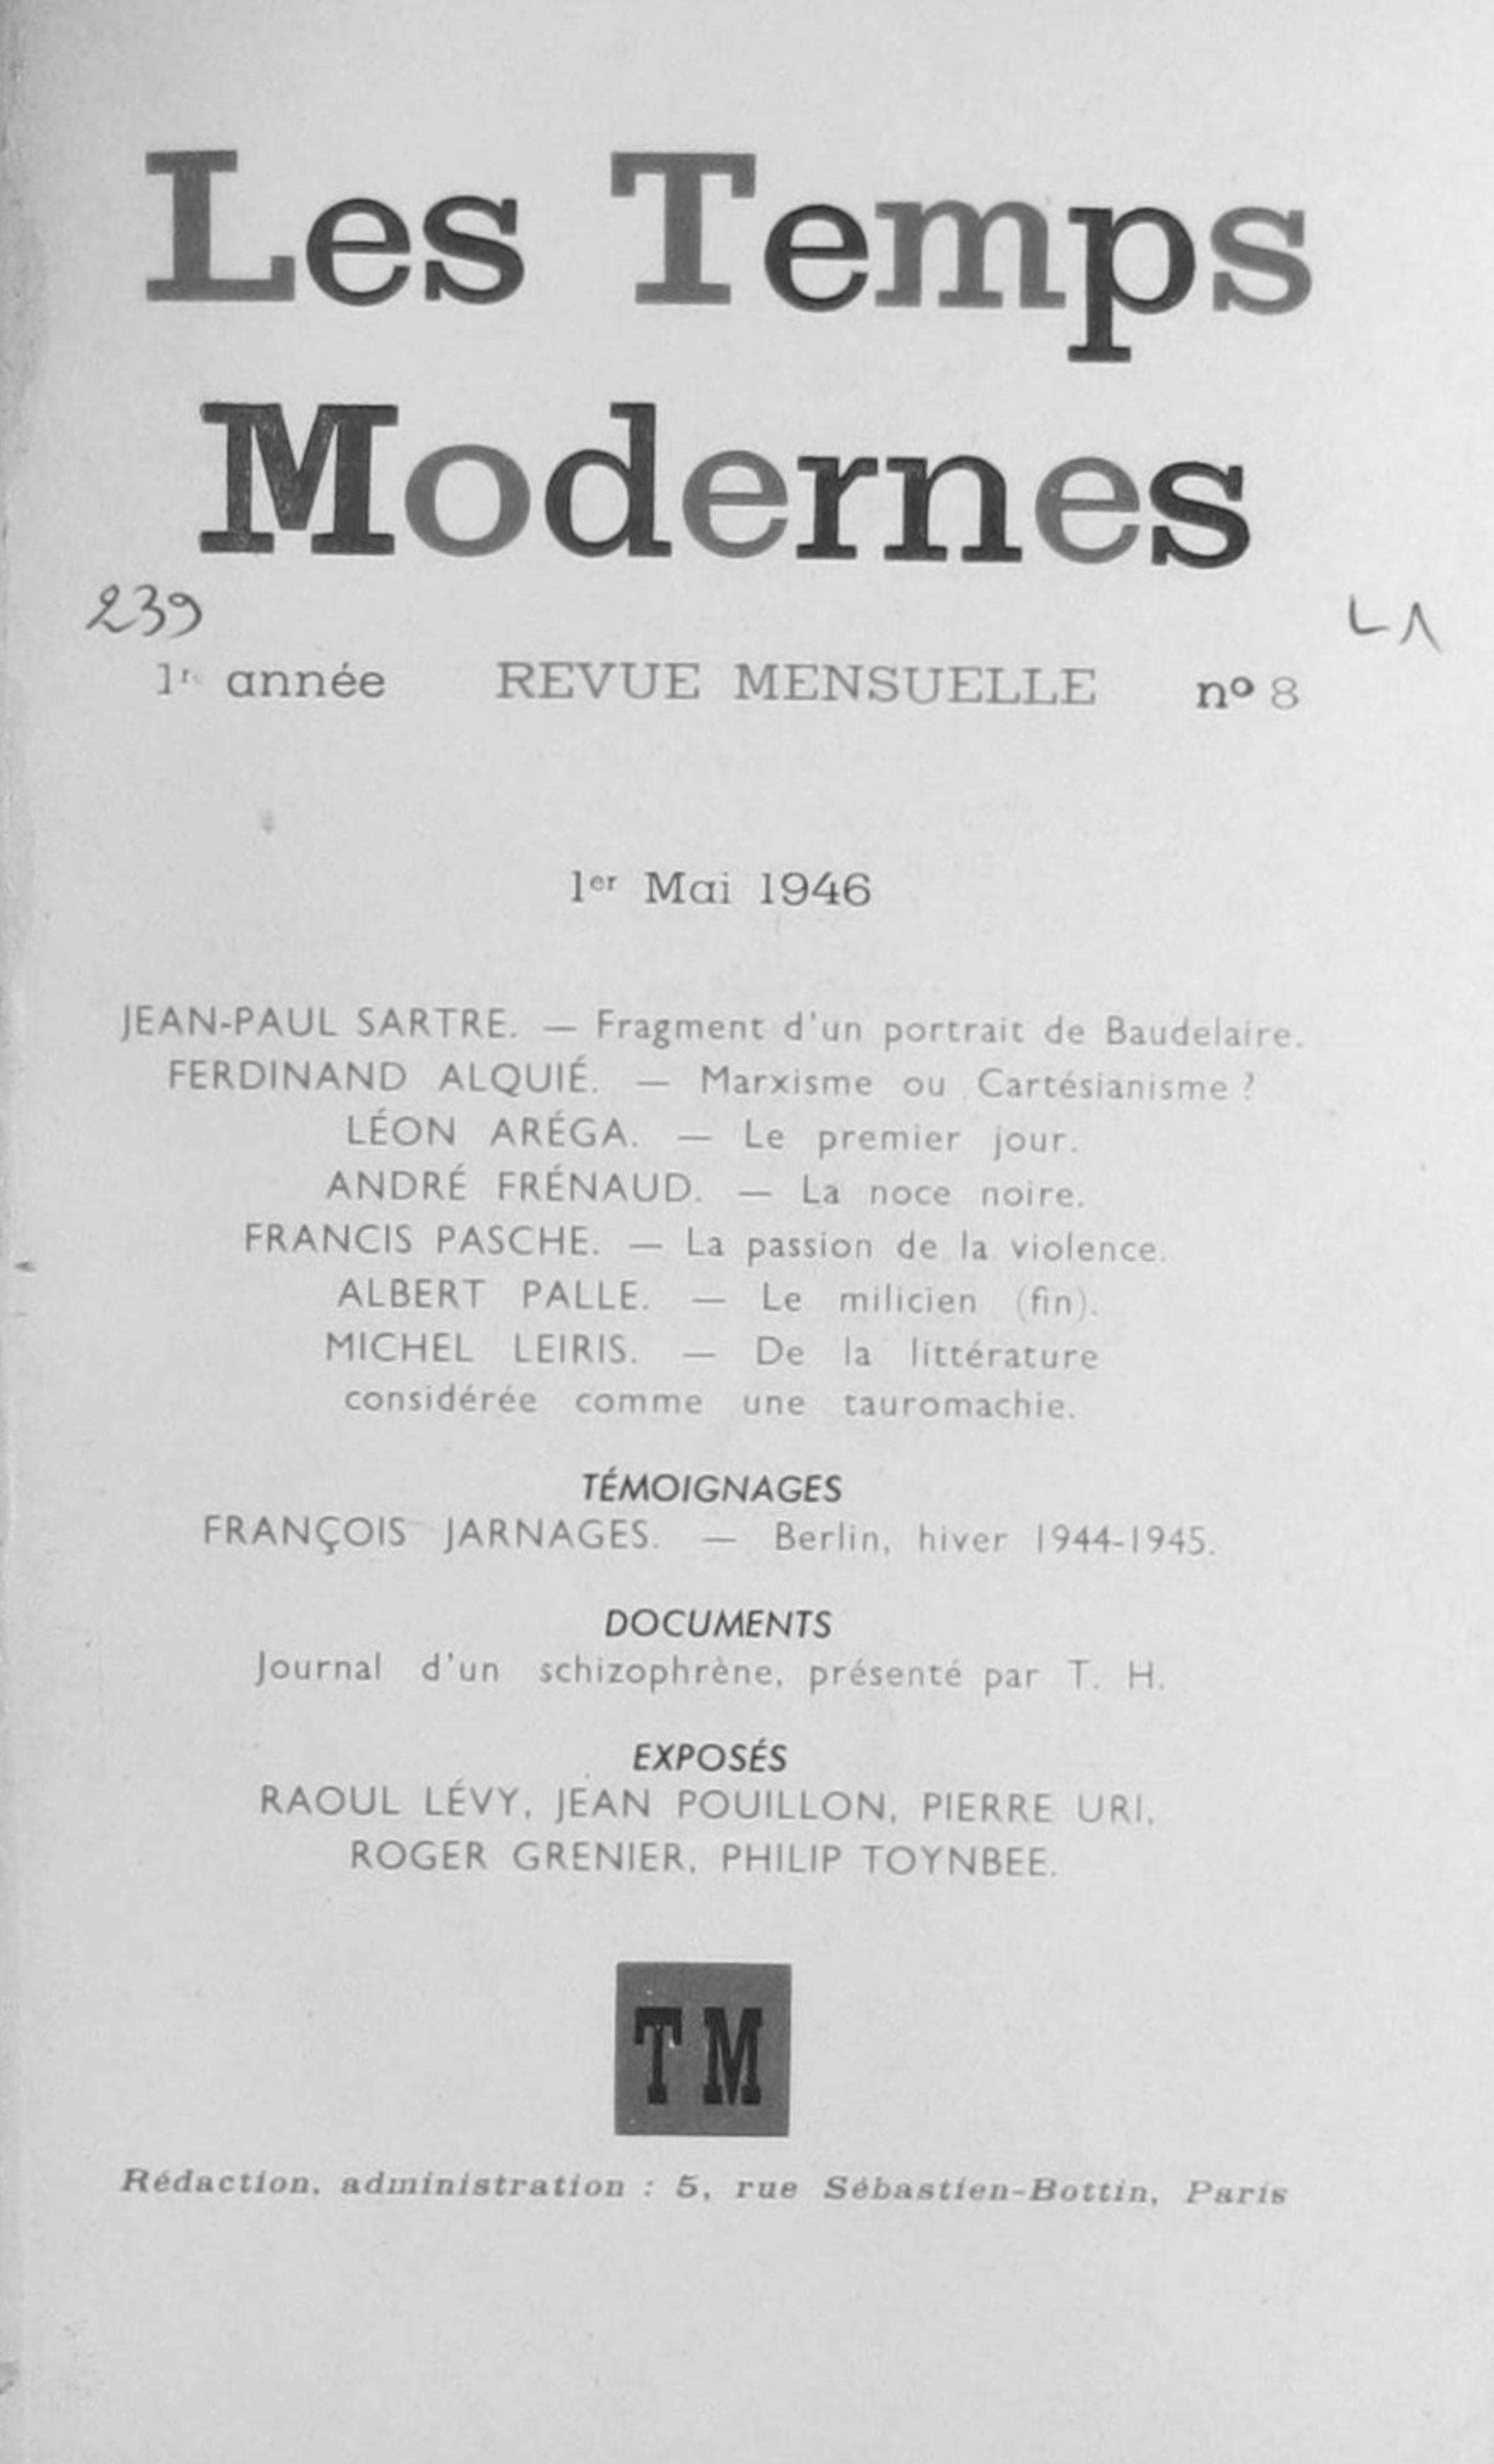 Les Temps
Modernes
239
L1
1re année REVUE MENSUELLE nº 8
1er Mai 1946
JEAN-PAUL SARTRE. — Fragment d'un portrait de Baudelaire.
FERDINAND ALQUIÉ. — Marxisme ou Cartésianisme ?
LÉON ARÉGA. — Le premier jour.
ANDRÉ FRÉNAUD. — La noce noire.
FRANCIS PASCHE. — La passion de la violence.
ALBERT PALLE. — Le milicien (fin).
MICHEL LEIRIS. — De la littérature
considérée comme une tauromachie.
TÉMOIGNAGES
FRANÇOIS JARNAGES. — Berlin, hiver 1944-1945.
DOCUMENTS
Journal d'un schizophrène, présenté par T. H.
EXPOSÉS
RAOUL LÉVY, JEAN POUILLON, PIERRE URI,
ROGER GRENIER, PHILIP TOYNBEE.
TM
Rédaction, administration : 5, rue Sébastien-Bottin, Paris